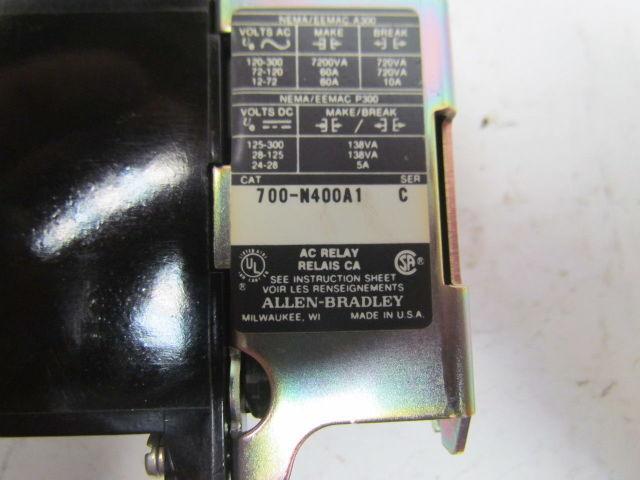 NEMA/EEMAC A300
VOLTS AC MAKE BREAK
120-300 7200VA 720VA
72-120 60A 720VA
12-72 60A 10A
NEMA/EEMAC P300
VOLTS DC MAKE/BREAK
125-300 138VA
28-125 138VA
24-28 5A
CAT SER
700-N400A1 C
AC RELAY
RELAIS CA
UL SA
SEE INSTRUCTION SHEET
VOIR LES RENSEIGNEMENTS
ALLEN-BRADLEY
MILWAUKEE, WI MADE IN U.S.A.